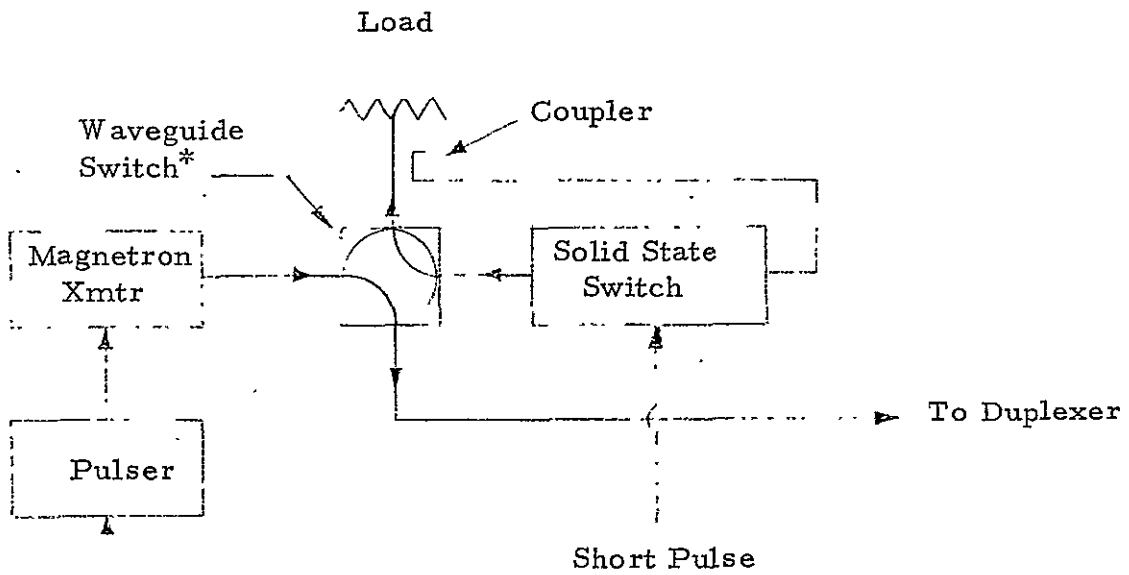 Load
Coupler
Waveguide
Switch*
Magnetron
Xmtr
Solid State
Switch
To Duplexer
Pulser
Short Pulse